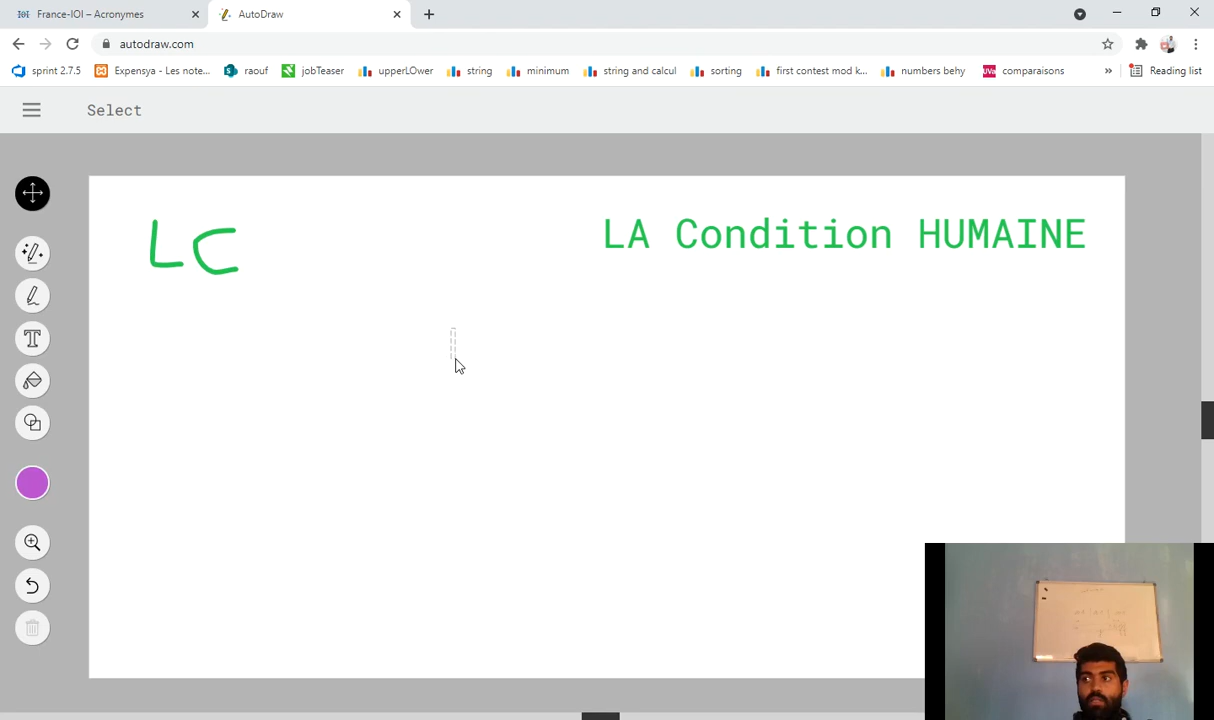 France-IOI – Acronymes
AutoDraw
autodraw.com
sprint 2.7.5
Expensya - Les note...
raouf
jobTeaser
upperLOwer
string
minimum
string and calcul
sorting
first contest mod k...
numbers behy
comparaisons
»
Reading list
Select
LC
LA Condition HUMAINE